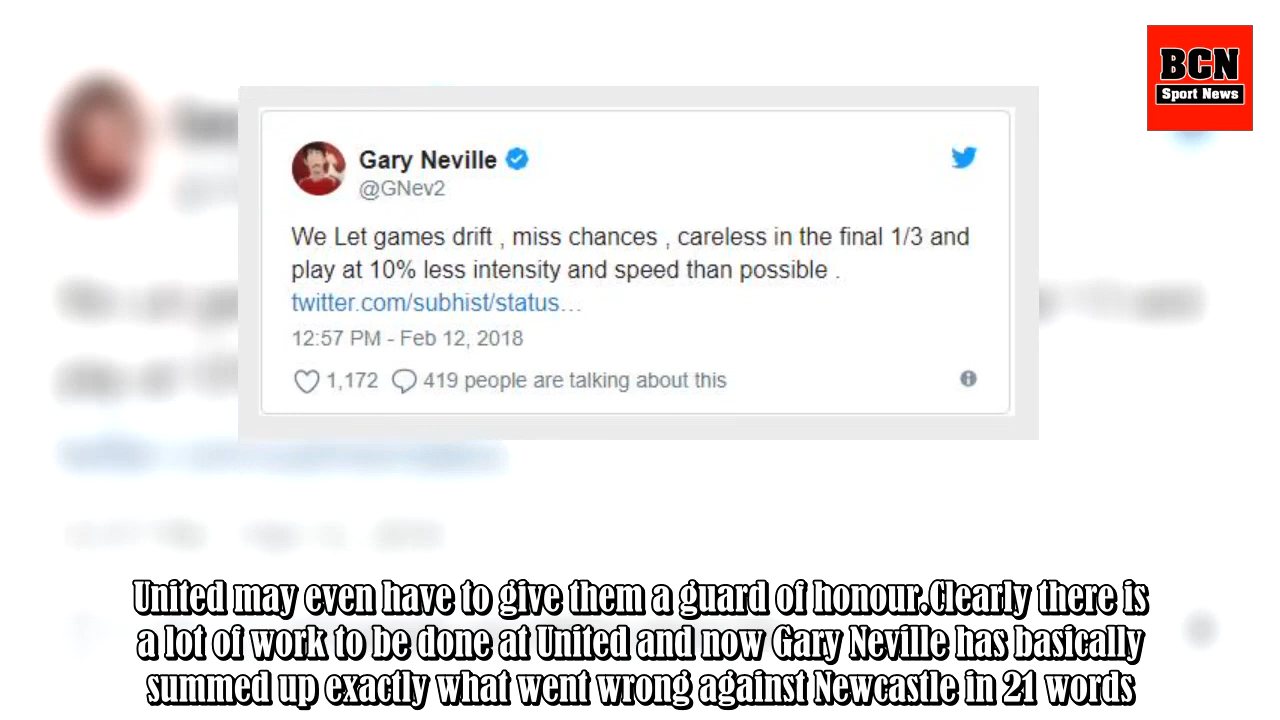 BCN
Sport News
Gary Neville
@GNev2
We Let games drift , miss chances , careless in the final 1/3 and
play at 10% less intensity and speed than possible .
twitter.com/subhist/status…
12:57 PM - Feb 12, 2018
1,172 419 people are talking about this
United may even have to give them a guard of honour.Clearly there is
a lot of work to be done at United and now Gary Neville has basically
summed up exactly what went wrong against Newcastle in 21 words